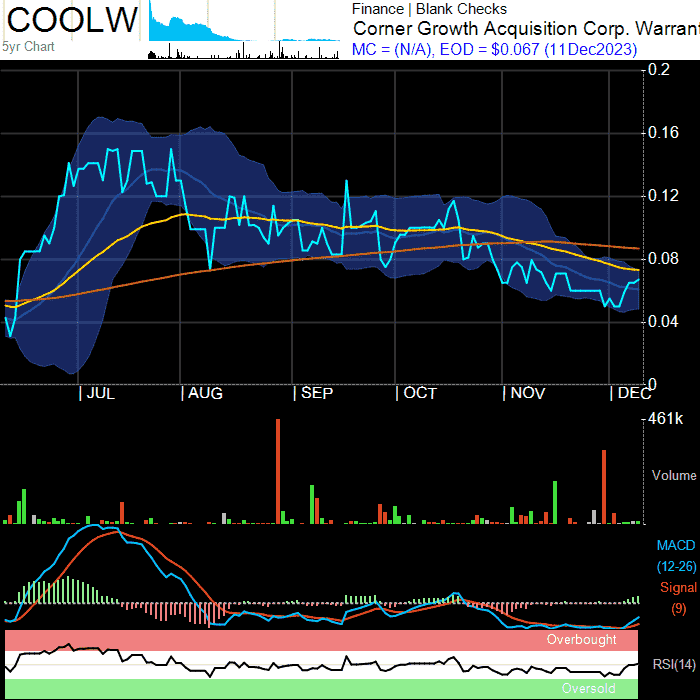 COOLW
5yr Chart
Finance | Blank Checks
Corner Growth Acquisition Corp. Warrant
MC = (N/A), EOD = $0.067 (11Dec2023)
0.2
0.16
0.12
0.08
0.04
0
JUL AUG SEP OCT NOV DEC
461k
Volume
MACD
(12-26)
Signal
(9)
Overbought
RSI(14)
Oversold